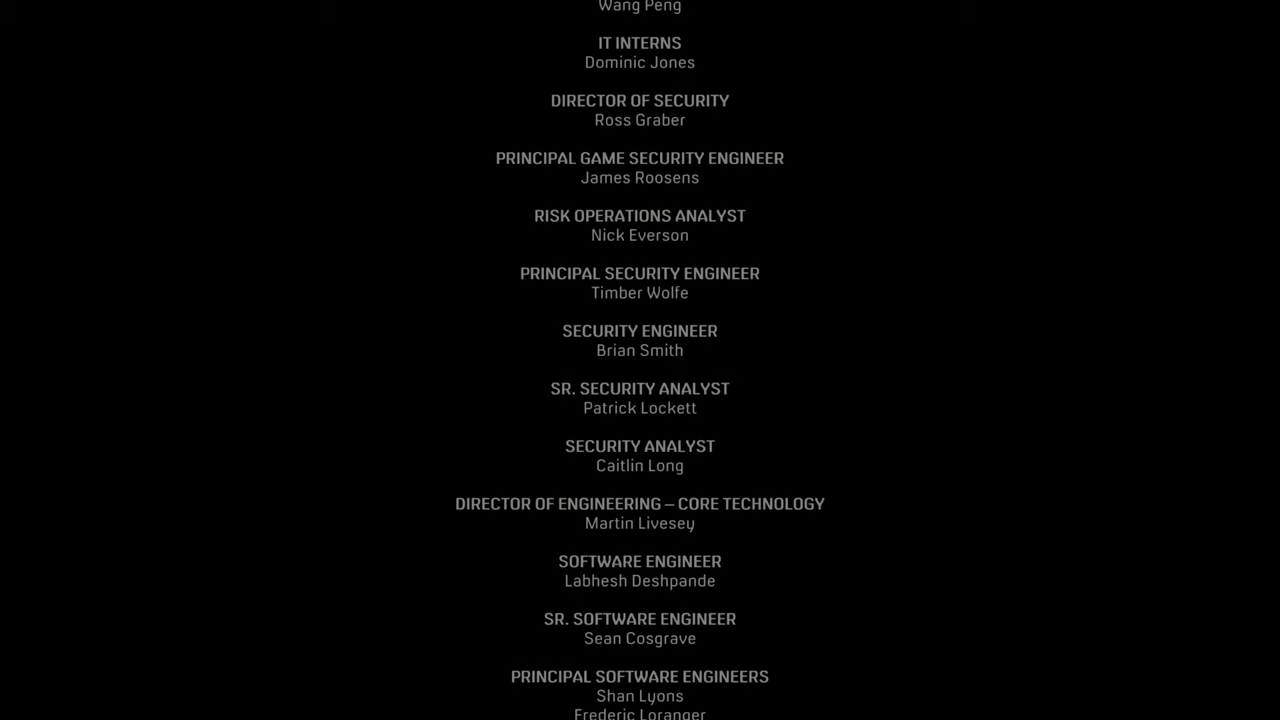 Wang Peng
IT INTERNS
Dominic Jones
DIRECTOR OF SECURITY
Ross Graber
PRINCIPAL GAME SECURITY ENGINEER
James Roosens
RISK OPERATIONS ANALYST
Nick Everson
PRINCIPAL SECURITY ENGINEER
Timber Wolfe
SECURITY ENGINEER
Brian Smith
SR. SECURITY ANALYST
Patrick Lockett
SECURITY ANALYST
Caitlin Long
DIRECTOR OF ENGINEERING – CORE TECHNOLOGY
Martin Livesey
SOFTWARE ENGINEER
Labhesh Deshpande
SR. SOFTWARE ENGINEER
Sean Cosgrave
PRINCIPAL SOFTWARE ENGINEERS
Shan Lyons
Frederic Loranger